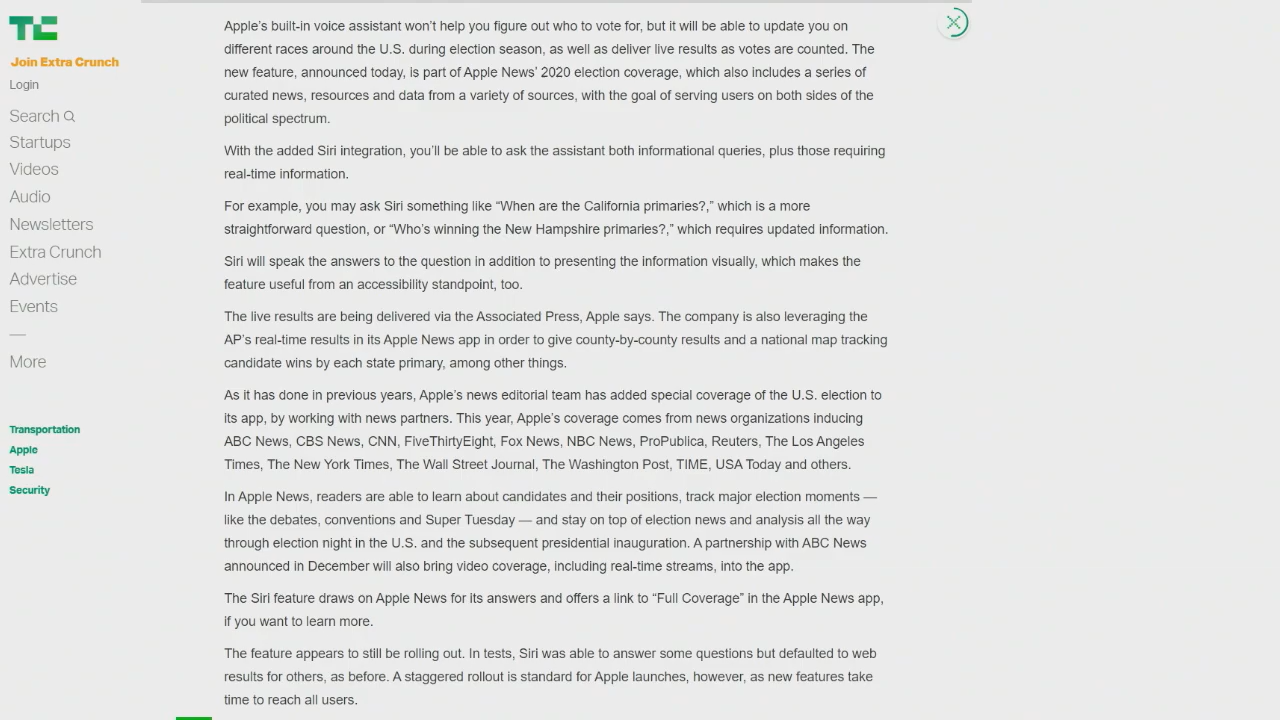 TC
Join Extra Crunch
Login
Search
Startups
Videos
Audio
Newsletters
Extra Crunch
Advertise
Events
—
More
Transportation
Apple
Tesla
Security
Apple’s built-in voice assistant won’t help you figure out who to vote for, but it will be able to update you on
different races around the U.S. during election season, as well as deliver live results as votes are counted. The
new feature, announced today, is part of Apple News’ 2020 election coverage, which also includes a series of
curated news, resources and data from a variety of sources, with the goal of serving users on both sides of the
political spectrum.
With the added Siri integration, you’ll be able to ask the assistant both informational queries, plus those requiring
real-time information.
For example, you may ask Siri something like “When are the California primaries?,” which is a more
straightforward question, or “Who’s winning the New Hampshire primaries?,” which requires updated information.
Siri will speak the answers to the question in addition to presenting the information visually, which makes the
feature useful from an accessibility standpoint, too.
The live results are being delivered via the Associated Press, Apple says. The company is also leveraging the
AP’s real-time results in its Apple News app in order to give county-by-county results and a national map tracking
candidate wins by each state primary, among other things.
As it has done in previous years, Apple’s news editorial team has added special coverage of the U.S. election to
its app, by working with news partners. This year, Apple’s coverage comes from news organizations inducing
ABC News, CBS News, CNN, FiveThirtyEight, Fox News, NBC News, ProPublica, Reuters, The Los Angeles
Times, The New York Times, The Wall Street Journal, The Washington Post, TIME, USA Today and others.
In Apple News, readers are able to learn about candidates and their positions, track major election moments —
like the debates, conventions and Super Tuesday — and stay on top of election news and analysis all the way
through election night in the U.S. and the subsequent presidential inauguration. A partnership with ABC News
announced in December will also bring video coverage, including real-time streams, into the app.
The Siri feature draws on Apple News for its answers and offers a link to “Full Coverage” in the Apple News app,
if you want to learn more.
The feature appears to still be rolling out. In tests, Siri was able to answer some questions but defaulted to web
results for others, as before. A staggered rollout is standard for Apple launches, however, as new features take
time to reach all users.